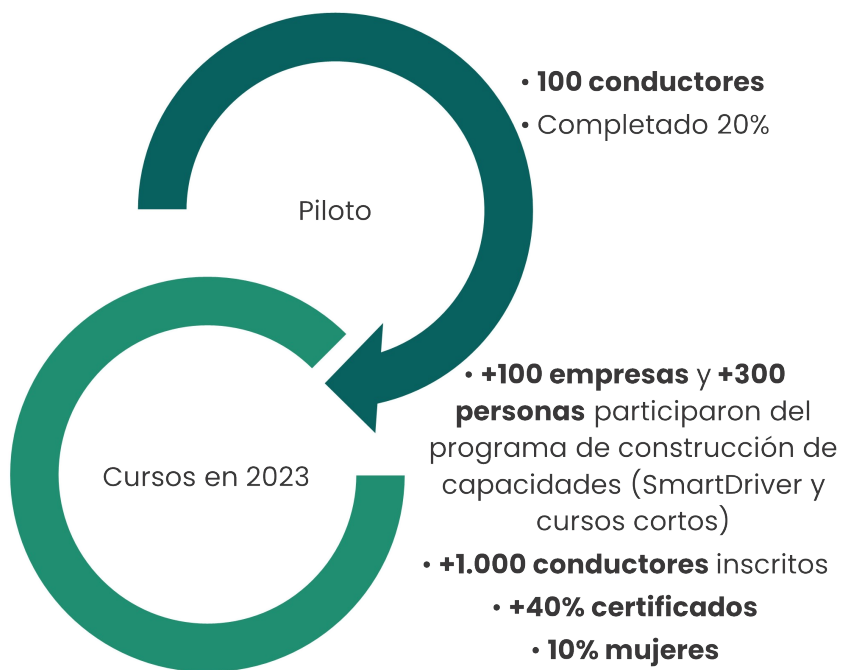 • 100 conductores
• Completado 20%
Piloto
• +100 empresas y +300
personas participaron del
programa de construcción de
capacidades (SmartDriver y
cursos cortos)
Cursos en 2023
• +1.000 conductores inscritos
• +40% certificados
• 10% mujeres